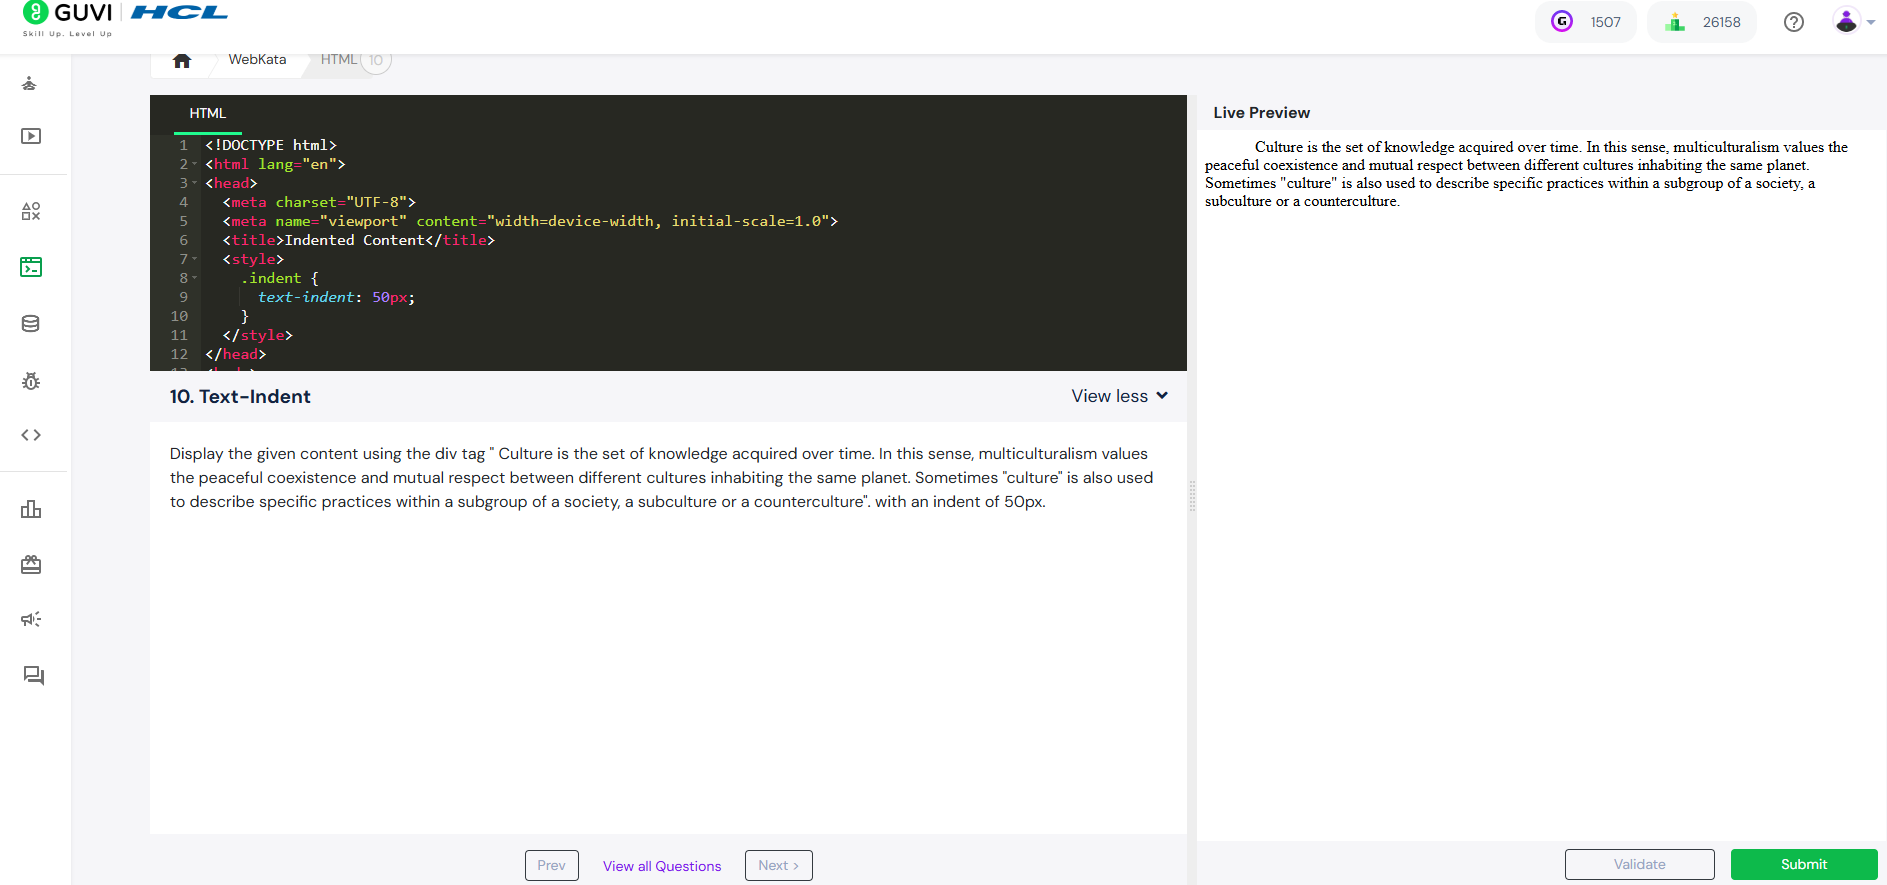 GUVI | HCL
Skill Up. Level Up
1507
26158
WebKata
HTML 10
HTML
1 <!DOCTYPE html>
2 <html lang="en">
3 <head>
4 <meta charset="UTF-8">
5 <meta name="viewport" content="width=device-width, initial-scale=1.0">
6 <title>Indented Content</title>
7 <style>
8 .indent {
9 text-indent: 50px;
10 }
11 </style>
12 </head>
10. Text-Indent
View less
Display the given content using the div tag " Culture is the set of knowledge acquired over time. In this sense, multiculturalism values
the peaceful coexistence and mutual respect between different cultures inhabiting the same planet. Sometimes "culture" is also used
to describe specific practices within a subgroup of a society, a subculture or a counterculture". with an indent of 50px.
Prev
View all Questions
Next >
Live Preview
Culture is the set of knowledge acquired over time. In this sense, multiculturalism values the
peaceful coexistence and mutual respect between different cultures inhabiting the same planet.
Sometimes "culture" is also used to describe specific practices within a subgroup of a society, a
subculture or a counterculture.
Validate
Submit